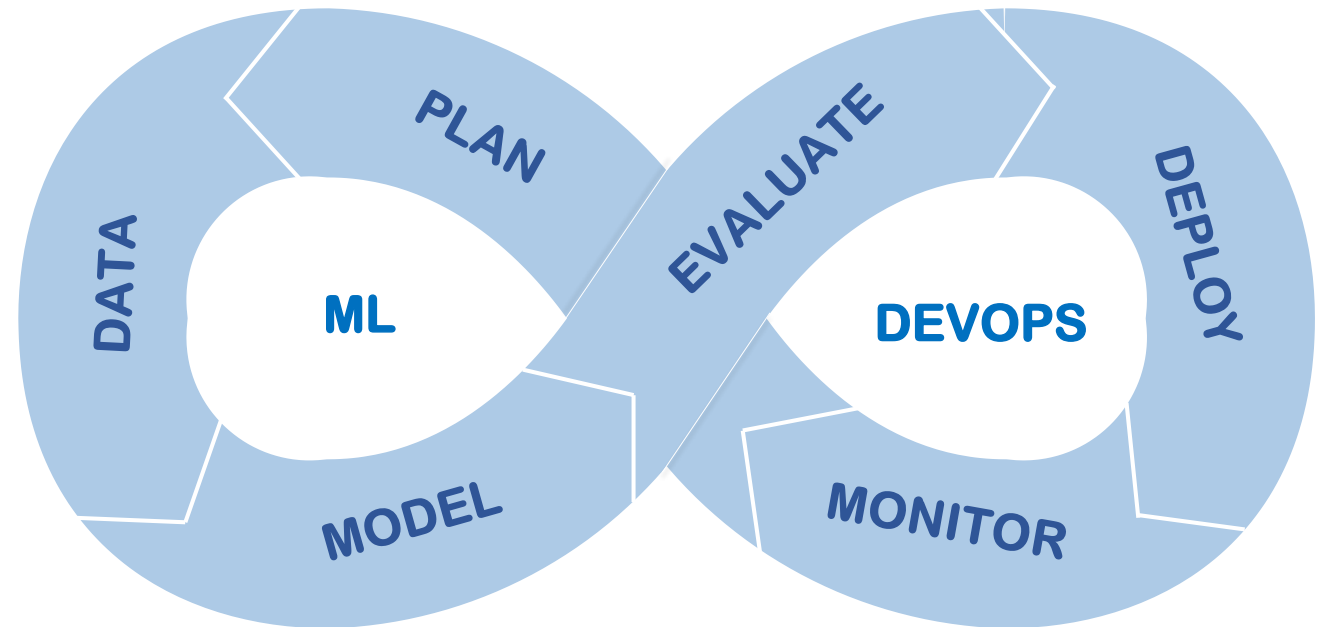 PLAN
DATA
MODEL
EVALUATE
DEPLOY
MONITOR
ML
DEVOPS